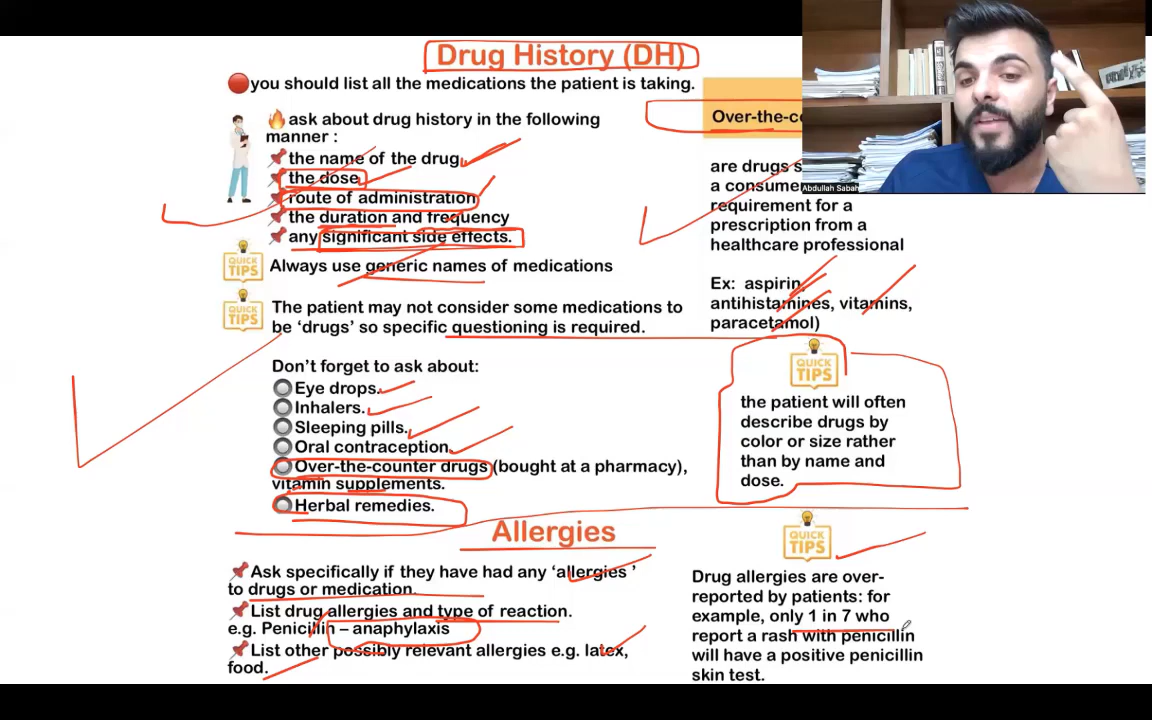 Drug History (DH)
you should list all the medications the patient is taking.
ask about drug history in the following
manner :
the name of the drug
the dose
route of administration
the duration and frequency
any significant side effects.
QUICK
TIPS
Always use generic names of medications
QUICK
TIPS
The patient may not consider some medications to
be ‘drugs’ so specific questioning is required.
Don’t forget to ask about:
Eye drops.
Inhalers.
Sleeping pills.
Oral contraception.
Over-the-counter drugs (bought at a pharmacy),
vitamin supplements.
Herbal remedies.
Over-the-co
are drugs s
a consume
requirement for a
prescription from a
healthcare professional
Ex: aspirin,
antihistamines, vitamins,
paracetamol)
QUICK
TIPS
the patient will often
describe drugs by
color or size rather
than by name and
dose.
Allergies
Ask specifically if they have had any ‘allergies ’
to drugs or medication.
List drug allergies and type of reaction.
e.g. Penicillin – anaphylaxis
List other possibly relevant allergies e.g. latex,
food.
QUICK
TIPS
Drug allergies are over-
reported by patients: for
example, only 1 in 7 who
report a rash with penicillin
will have a positive penicillin
skin test.
Abdullah Sabah